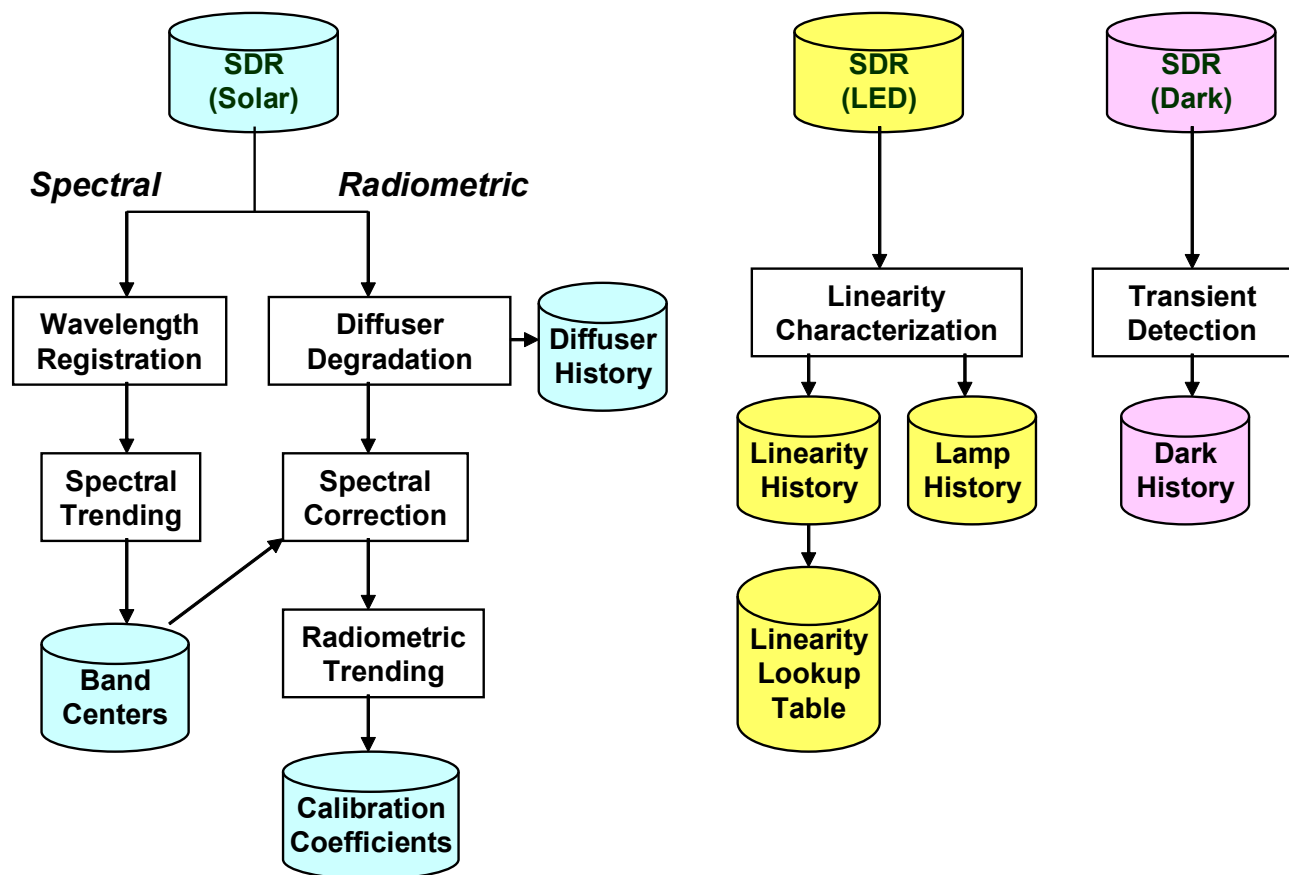 SDR
(Solar)
SDR
(LED)
SDR
(Dark)
Spectral
Radiometric
Wavelength
Registration
Diffuser
Degradation
Diffuser
History
Linearity
Characterization
Transient
Detection
Spectral
Trending
Spectral
Correction
Linearity
History
Lamp
History
Dark
History
Band
Centers
Radiometric
Trending
Linearity
Lookup
Table
Calibration
Coefficients